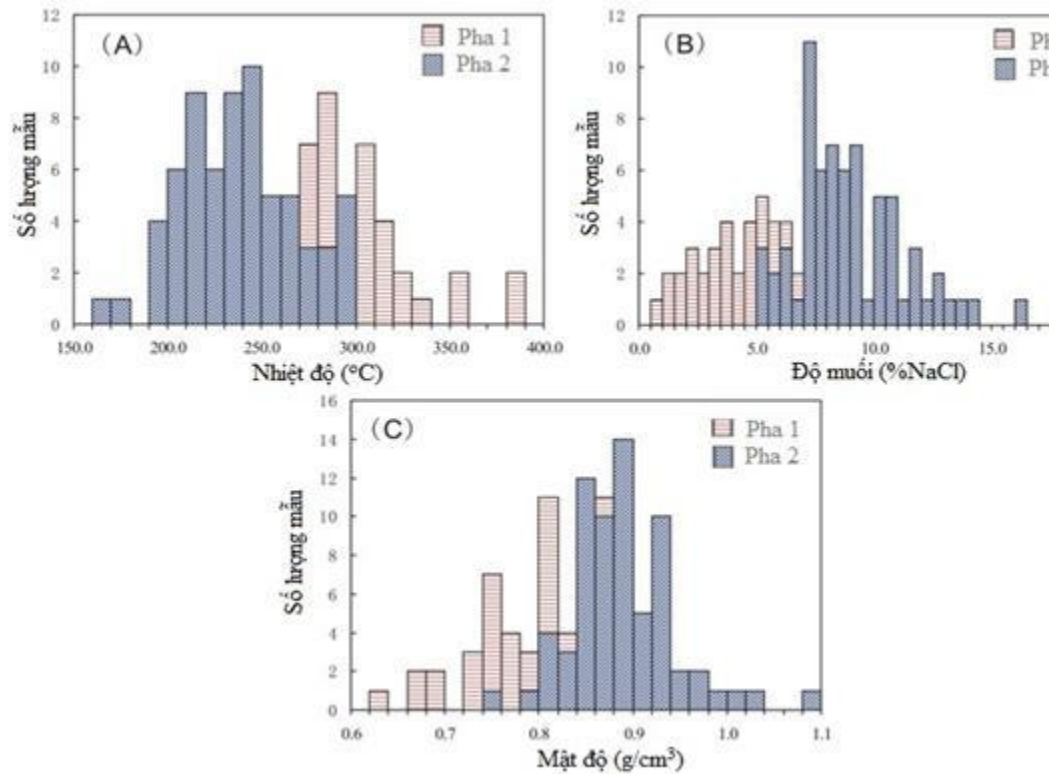 (A)
Pha 1
Pha 2
12
10
8
6
4
2
0
Số lượng mẫu
150.0 200.0 250.0 300.0 350.0 400.0
Nhiệt độ (°C)
(B)
Ph
Ph
12
10
8
6
4
2
0
Số lượng mẫu
0.0 5.0 10.0 15.0
Độ muối (%NaCl)
(C)
Pha 1
Pha 2
16
14
12
10
8
6
4
2
0
Số lượng mẫu
0.6 0.7 0.8 0.9 1.0 1.1
Mật độ (g/cm³)